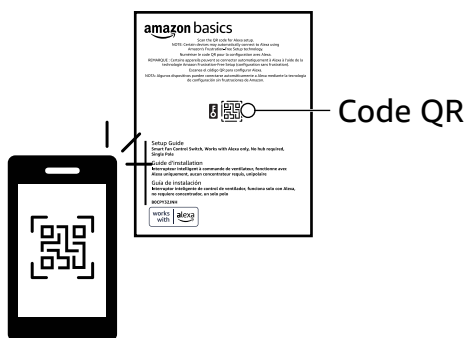 amazon basics
Scan the QR code for Alexa setup.
NOTE: Certain devices may automatically connect to Alexa using
Amazon's Frustration-Free Setup technology.
Numériser le code QR pour la configuration avec Alexa.
REMARQUE : Certains appareils peuvent se connecter automatiquement à Alexa à l'aide de la
technologie Amazon Frustration-Free Setup (configuration sans frustration).
Escanea el código QR para configurar Alexa
NOTA: Algunos dispositivos pueden conectarse automáticamente a Alexa mediante la tecnología
de configuración sin frustraciones de Amazon.
Code QR
Setup Guide
Smart Fan Control Switch, Works with Alexa only, No hub required,
Single Pole
Guide d'installation
Interrupteur intelligent à commande de ventilateur, fonctionne avec
Alexa uniquement, aucun concentrateur requis, unipolaire
Guía de instalación
Interruptor inteligente de control de ventilador, funciona solo con Alexa,
no requiere concentrador, un solo polo
works
with
alexa